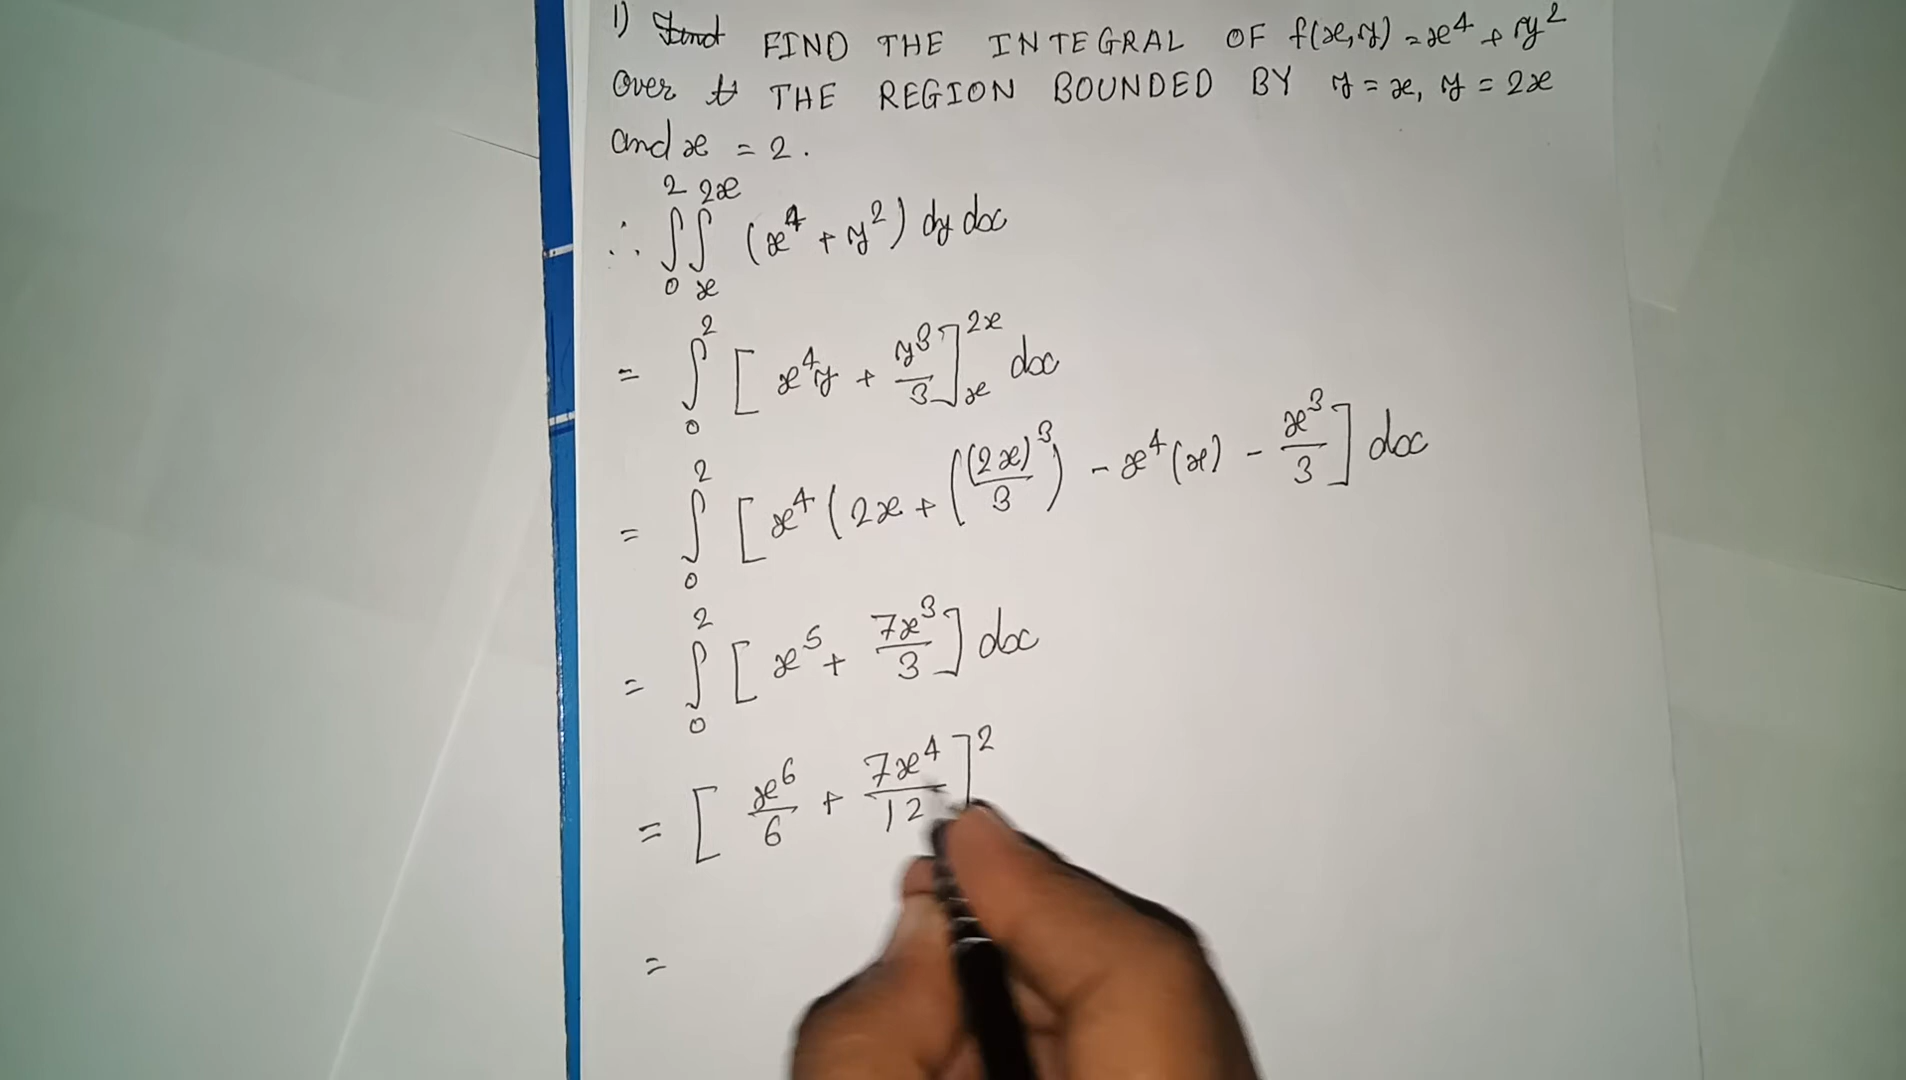 1) Find FIND THE INTEGRAL OF f(x,y) = x⁴ + y²
over th THE REGION BOUNDED BY y = x, y = 2x
and x = 2.
∴ ∫₀² ∫ₓ²ˣ (x⁴ + y²) dy dx
= ∫₀² [ x⁴y + y³/3 ]ₓ²ˣ dx
= ∫₀² [ x⁴(2x + ((2x)³/3) - x⁴(x) - x³/3 ] dx
= ∫₀² [ x⁵ + 7x³/3 ] dx
= [ x⁶/6 + 7x⁴/12 ]²
=